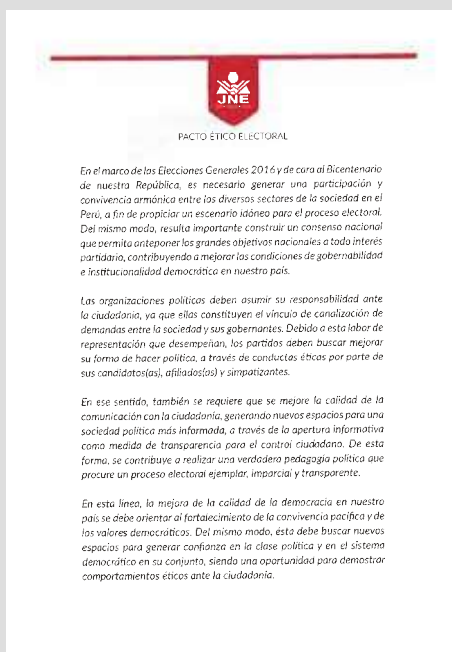 JNE
PACTO ÉTICO ELECTORAL
En el marco de las Elecciones Generales 2016 y de cara al Bicentenario
de nuestra República, es necesario generar una participación y
convivencia armónica entre los diversos sectores de la sociedad en el
Perú, a fin de propiciar un escenario idóneo para el proceso electoral.
Del mismo modo, resulta importante construir un consenso nacional
que permita anteponer los grandes objetivos nacionales a todo interés
partidario, contribuyendo a mejorar las condiciones de gobernabilidad
e institucionalidad democrática en nuestro país.
Las organizaciones políticas deben asumir su responsabilidad ante
la ciudadanía, ya que ellas constituyen el vínculo de canalización de
demandas entre la sociedad y sus gobernantes. Debido a esta labor de
representación que desempeñan, los partidos deben buscar mejorar
su forma de hacer política, a través de conductas éticas por parte de
sus candidatos(as), afiliados(as) y simpatizantes.
En ese sentido, también se requiere que se mejore la calidad de la
comunicación con la ciudadanía, generando nuevos espacios para una
sociedad política más informada, a través de la apertura informativa
como medida de transparencia para el control ciudadano. De esta
forma, se contribuye a realizar una verdadera pedagogía política que
procure un proceso electoral ejemplar, imparcial y transparente.
En esta línea, la mejora de la calidad de la democracia en nuestro
país se debe orientar al fortalecimiento de la convivencia pacífica y de
los valores democráticos. Del mismo modo, ésta debe buscar nuevos
espacios para generar confianza en la clase política y en el sistema
democrático en su conjunto, siendo una oportunidad para demostrar
comportamientos éticos ante la ciudadanía.